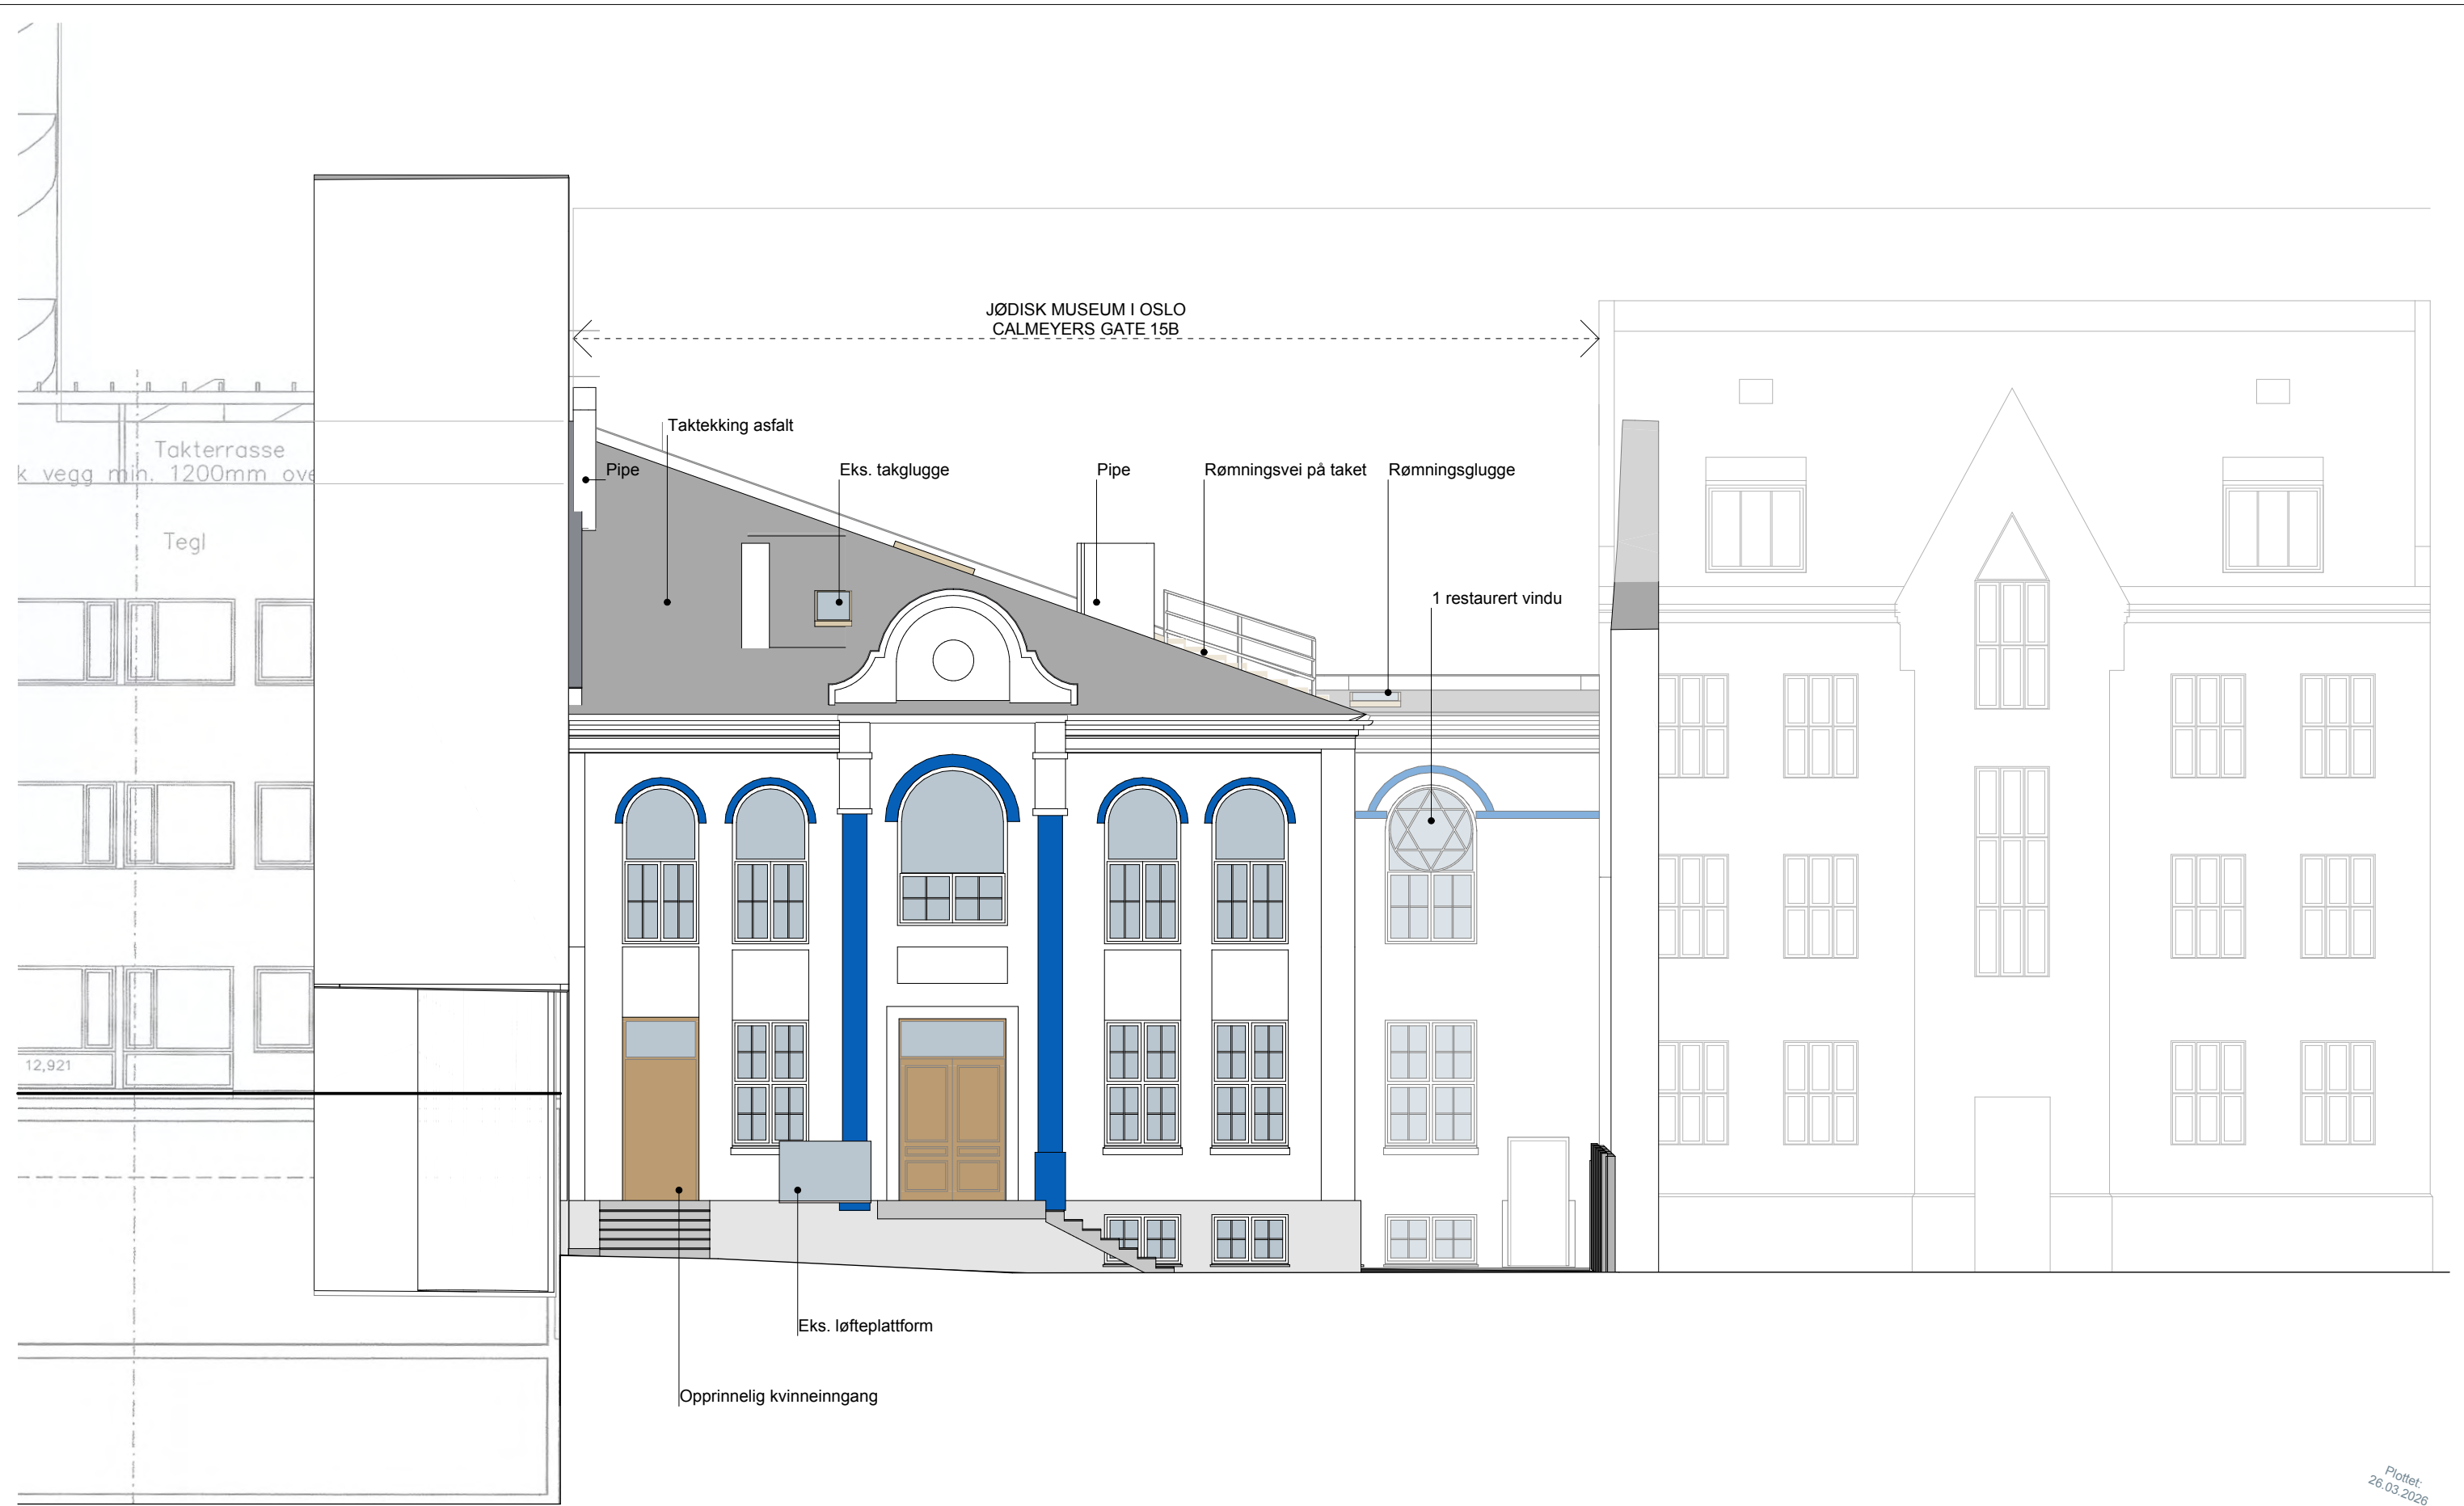 JØDISK MUSEUM I OSLO
CALMEYERS GATE 15B
Taktekking asfalt
Takterrasse
k vegg min. 1200mm ove
Pipe
Eks. takglugge
Pipe
Rømningsvei på taket
Rømningsglugge
Tegl
1 restaurert vindu
12,921
Eks. løfteplattform
Opprinnelig kvinneinngang
Plottet:
26.03.2026